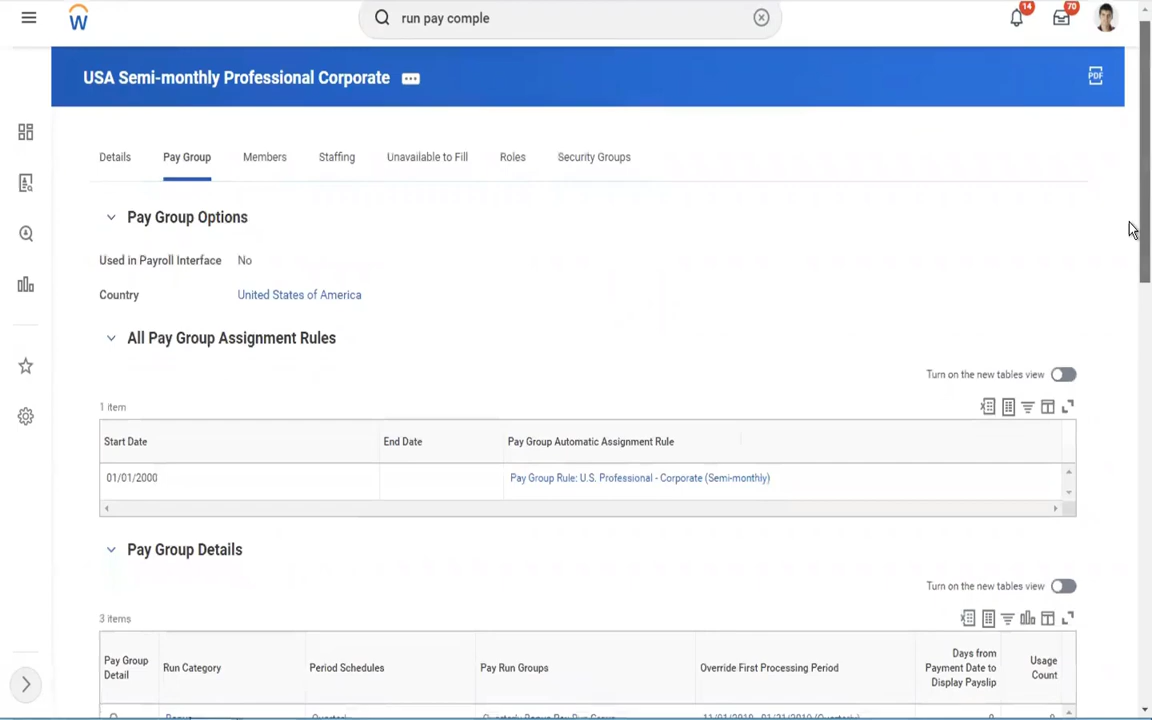 run pay comple
14
70
USA Semi-monthly Professional Corporate
PDF
Details Pay Group Members Staffing Unavailable to Fill Roles Security Groups
Pay Group Options
Used in Payroll Interface No
Country United States of America
All Pay Group Assignment Rules
Turn on the new tables view
1 item
Start Date End Date Pay Group Automatic Assignment Rule
01/01/2000 Pay Group Rule: U.S. Professional - Corporate (Semi-monthly)
Pay Group Details
Turn on the new tables view
3 items
Pay Group Detail Run Category Period Schedules Pay Run Groups Override First Processing Period Days from Payment Date to Display Payslip Usage Count